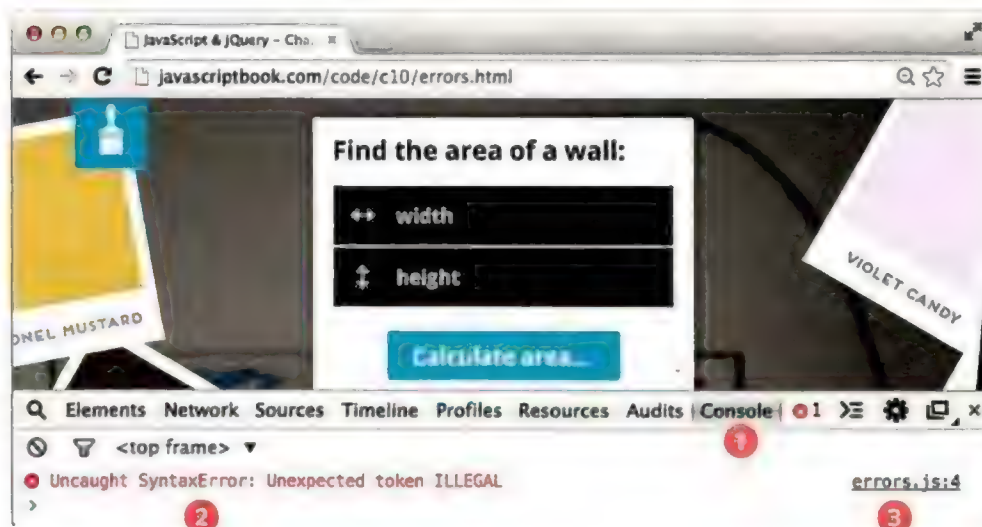 JavaScript & jQuery - Cha.
javascriptbook.com/code/c10/errors.html
Find the area of a wall:
width
height
ONEL MUSTARD
VIOLET CANDY
Calculate area...
Elements Network Sources Timeline Profiles Resources Audits Console 1
<top frame>
Uncaught SyntaxError: Unexpected token ILLEGAL errors.js:4
1
2
3